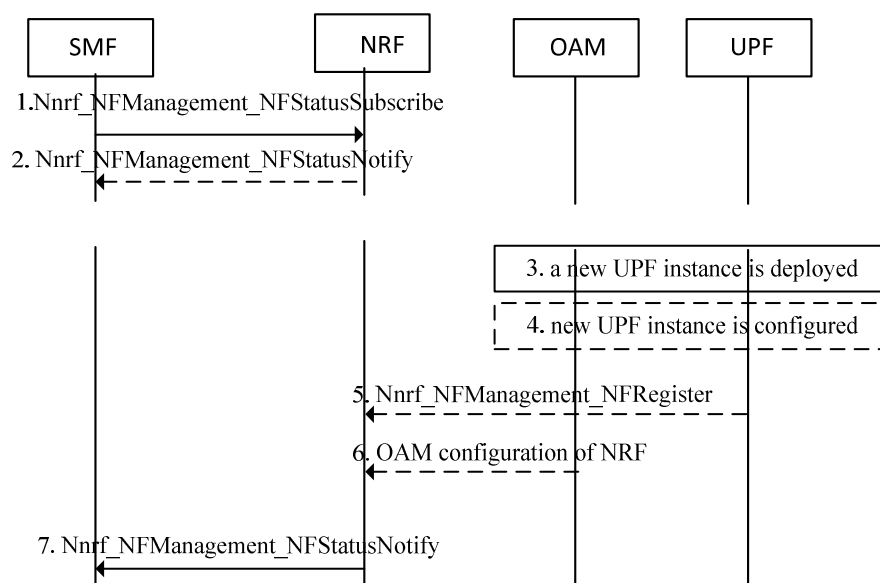 SMF
NRF
OAM
UPF
1.Nnrf_NFManagement_NFStatusSubscribe
2. Nnrf_NFManagement_NFStatusNotify
3. a new UPF instance is deployed
4. new UPF instance is configured
5. Nnrf_NFManagement_NFRegister
6. OAM configuration of NRF
7. Nnrf_NFManagement_NFStatusNotify